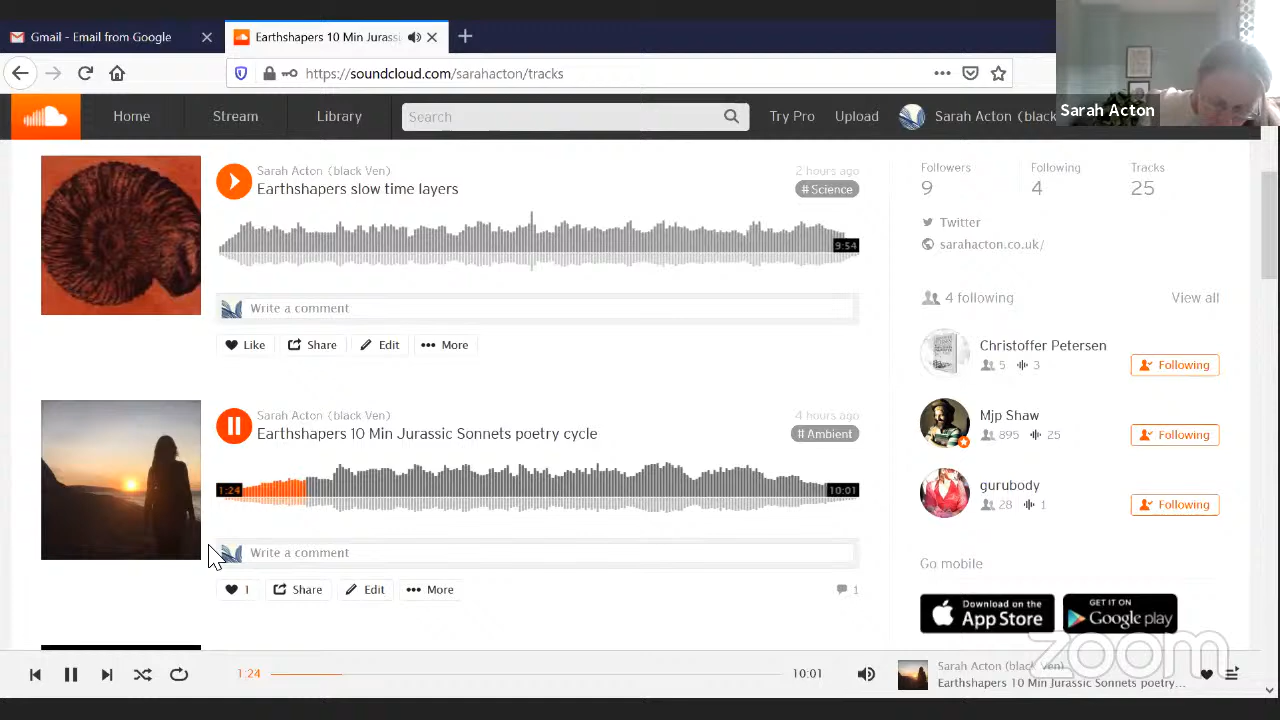 Gmail - Email from Google
Earthshapers 10 Min Jurass
https://soundcloud.com/sarahacton/tracks
Sarah Acton
Home
Stream
Library
Search
Try Pro
Upload
Sarah Acton (black
Sarah Acton (black Ven)
2 hours ago
Earthshapers slow time layers
# Science
9:54
Write a comment
Like
Share
Edit
More
Sarah Acton (black Ven)
4 hours ago
Earthshapers 10 Min Jurassic Sonnets poetry cycle
# Ambient
1:24
10:01
Write a comment
1
Share
Edit
More
1
Followers
Following
Tracks
9
4
25
Twitter
sarahacton.co.uk/
4 following
View all
Christoffer Petersen
5
3
Following
Mjp Shaw
895
25
Following
gurubody
28
1
Following
Go mobile
Download on the
App Store
GET IT ON
Google play
zoom
1:24
10:01
Sarah Acton (black Ven)
Earthshapers 10 Min Jurassic Sonnets poetry...